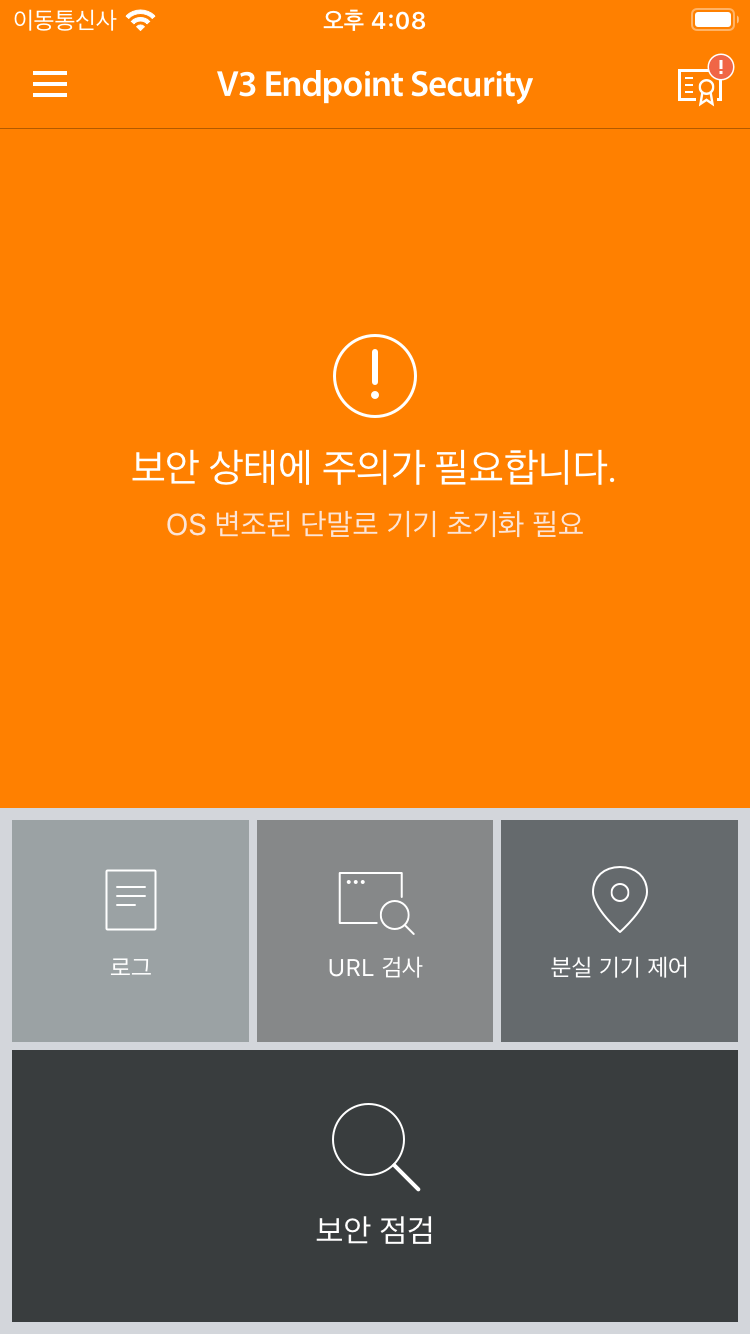 이동통신사 오후 4:08
V3 Endpoint Security
보안 상태에 주의가 필요합니다.
OS 변조된 단말로 기기 초기화 필요
로그 URL 검사 분실 기기 제어
보안 점검